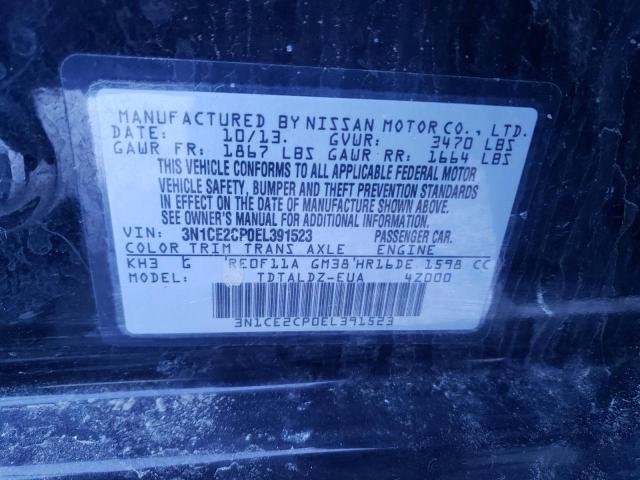 MANUFACTURED BY NISSAN MOTOR CO., LTD.
DATE: 10/13. GVWR: 3470 LBS
GAWR FR: 1867 LBS GAWR RR: 1664 LBS
THIS VEHICLE CONFORMS TO ALL APPLICABLE FEDERAL MOTOR
VEHICLE SAFETY, BUMPER AND THEFT PREVENTION STANDARDS
IN EFFECT ON THE DATE OF MANUFACTURE SHOWN ABOVE.
SEE OWNER'S MANUAL FOR ADDITIONAL INFORMATION.
VIN: 3N1CE2CP0EL391523 PASSENGER CAR.
COLOR TRIM TRANS AXLE ENGINE
KH3 G RE0F11A GM38 HR16DE 1598 CC
MODEL: TDTALDZ-EUA 4Z000
3N1CE2CP0EL391523